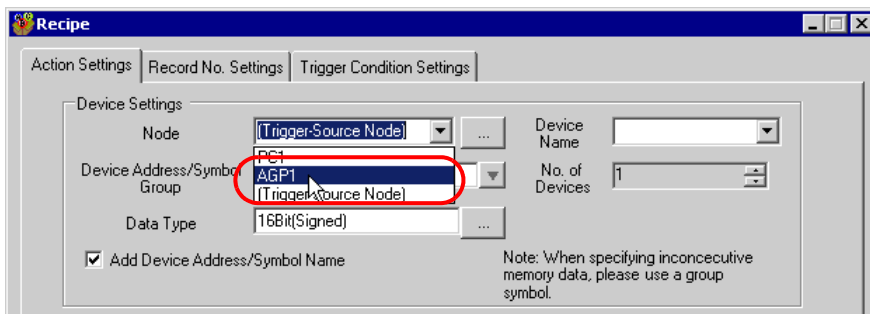 Recipe
Action Settings Record No. Settings Trigger Condition Settings
Device Settings
Node (Trigger-Source Node) ... Device Name
PC1
Device Address/Symbol Group AGP1 No. of Devices 1
(Trigger-Source Node)
Data Type 16Bit(Signed) ...
Add Device Address/Symbol Name
Note: When specifying inconcecutive
memory data, please use a group
symbol.